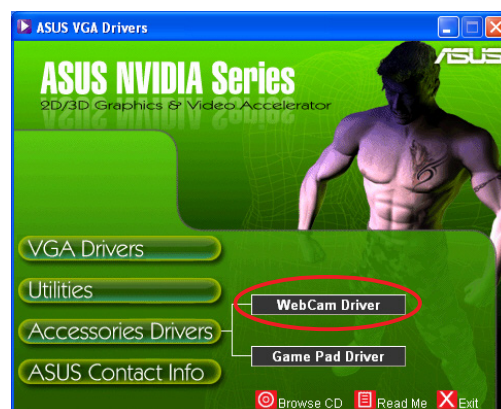 ASUS VGA Drivers
ASUS
ASUS NVIDIA Series
2D/3D Graphics & Video Accelerator
VGA Drivers
Utilities
WebCam Driver
Accessories Drivers
Game Pad Driver
ASUS Contact Info
Browse CD Read Me X Exit